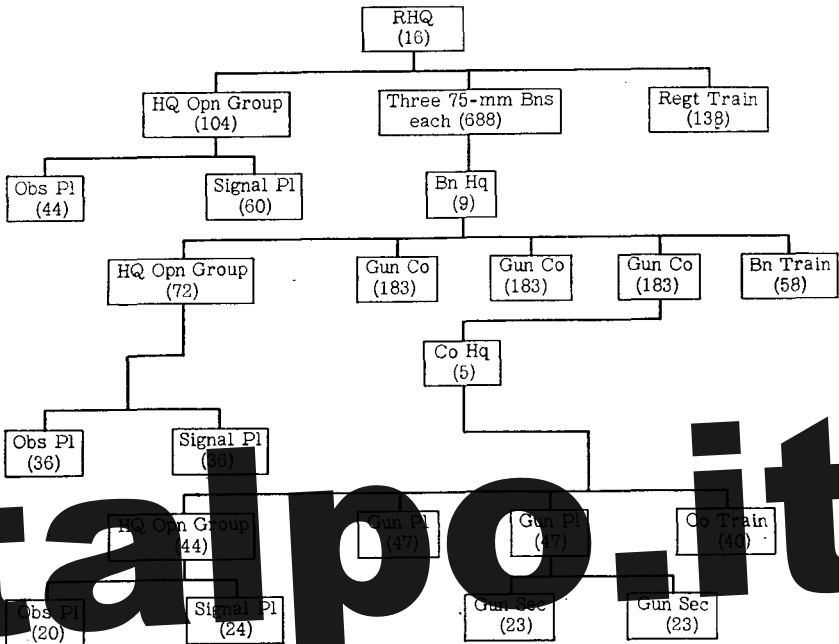 RHQ
(16)
HQ Opn Group
(104)
Three 75-mm Bns
each (688)
Regt Train
(138)
Obs Pl
(44)
Signal Pl
(60)
Bn Hq
(9)
HQ Opn Group
(72)
Gun Co
(183)
Gun Co
(183)
Gun Co
(183)
Bn Train
(58)
Co Hq
(5)
Obs Pl
(36)
Signal Pl
(36)
HQ Opn Group
(44)
Gun Pl
(47)
Gun Pl
(47)
Co Train
(40)
Obs Pl
(20)
Signal Pl
(24)
Gun Sec
(23)
Gun Sec
(23)
talpo.it